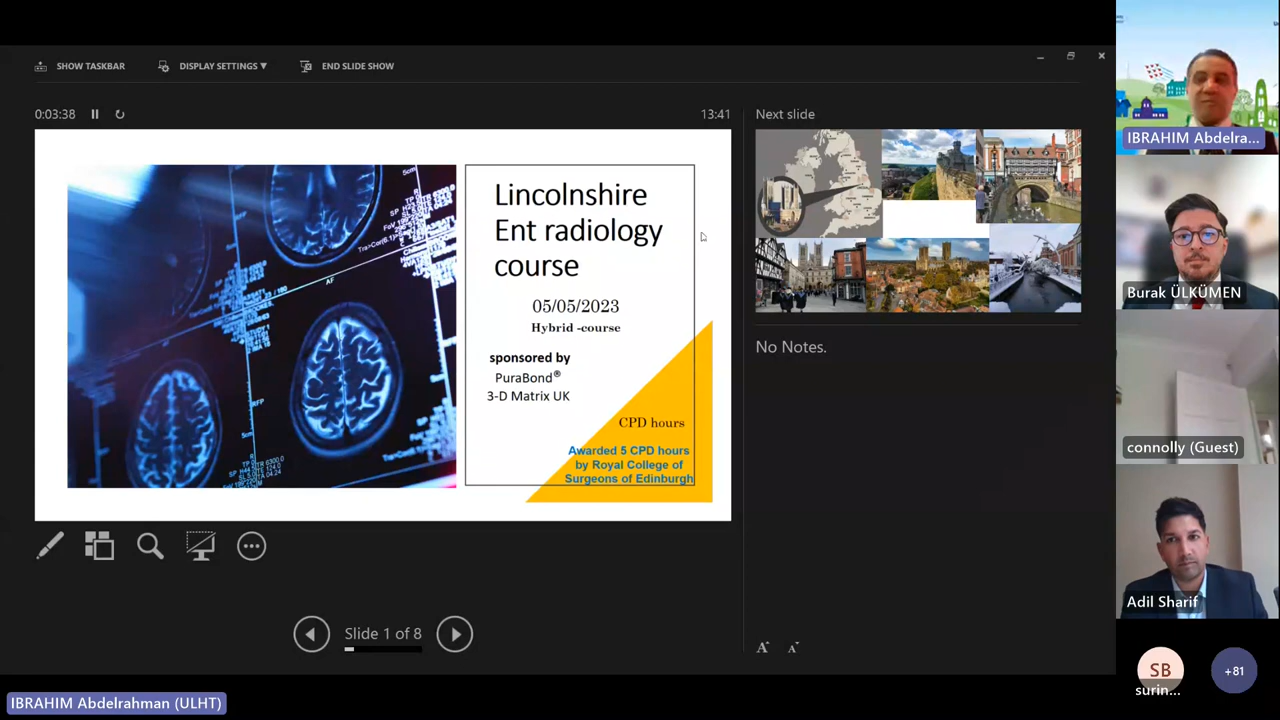 SHOW TASKBAR
DISPLAY SETTINGS ▼
END SLIDE SHOW
0:03:38
13:41
Next slide
Lincolnshire
Ent radiology
course
05/05/2023
Hybrid -course
sponsored by
PuraBond®
3-D Matrix UK
CPD hours
Awarded 5 CPD hours
by Royal College of
Surgeons of Edinburgh
No Notes.
Slide 1 of 8
IBRAHIM Abdelrahman (ULHT)
IBRAHIM Abdelra...
Burak ÜLKÜMEN
connolly (Guest)
Adil Sharif
SB
surin...
+81